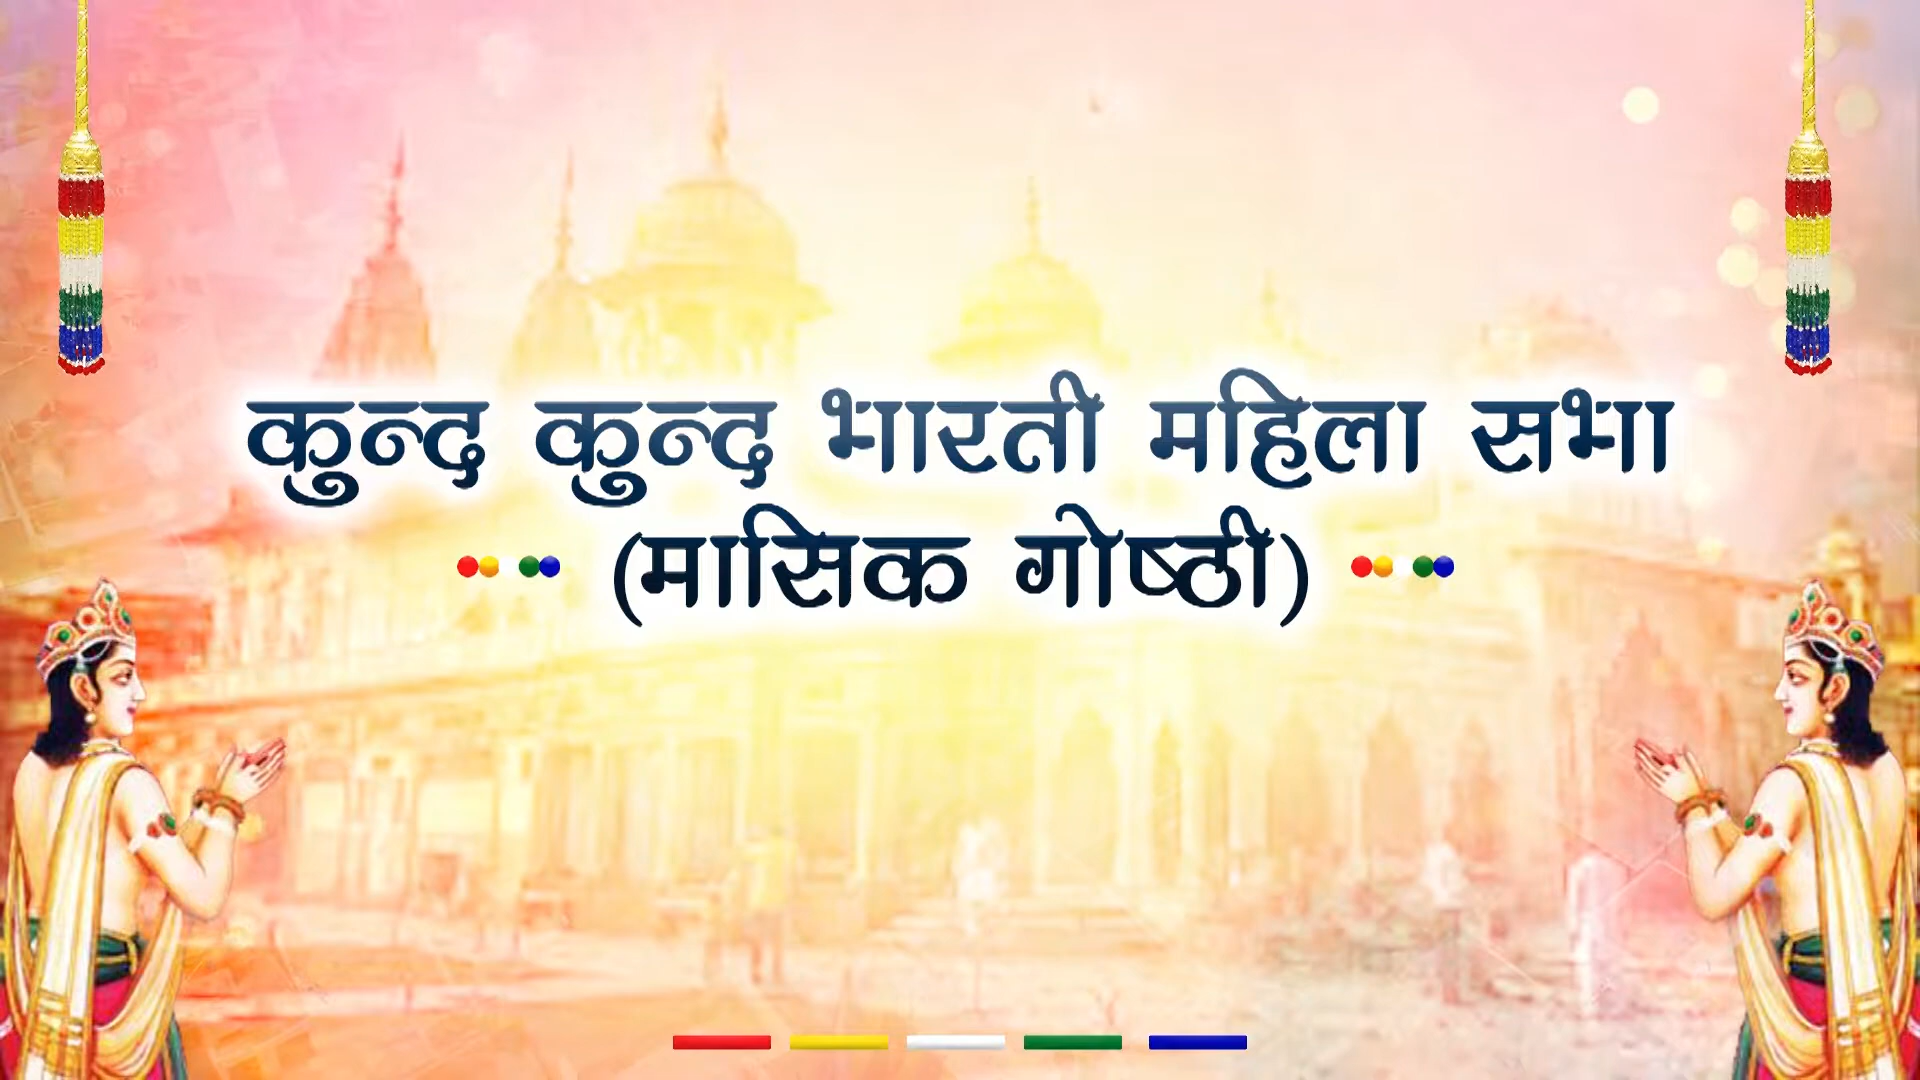 कुन्द कुन्द भारती महिला सभा
(मासिक गोष्ठी)